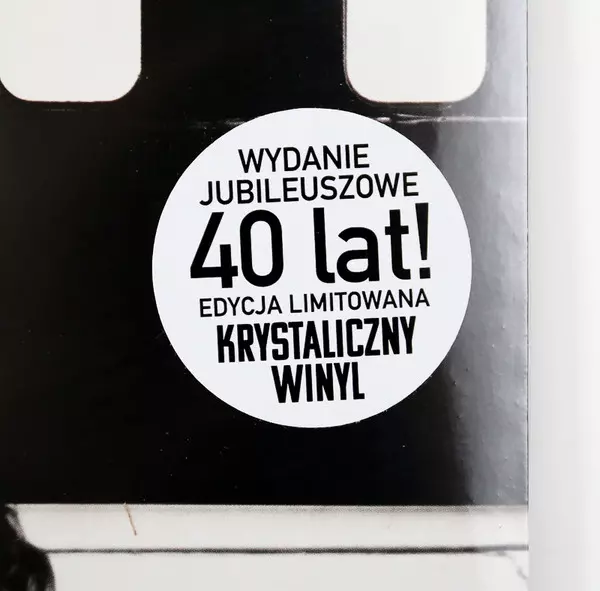 WYDANIE
JUBILEUSZOWE
40 lat!
EDYCJA LIMITOWANA
KRYSTALICZNY
WINYL